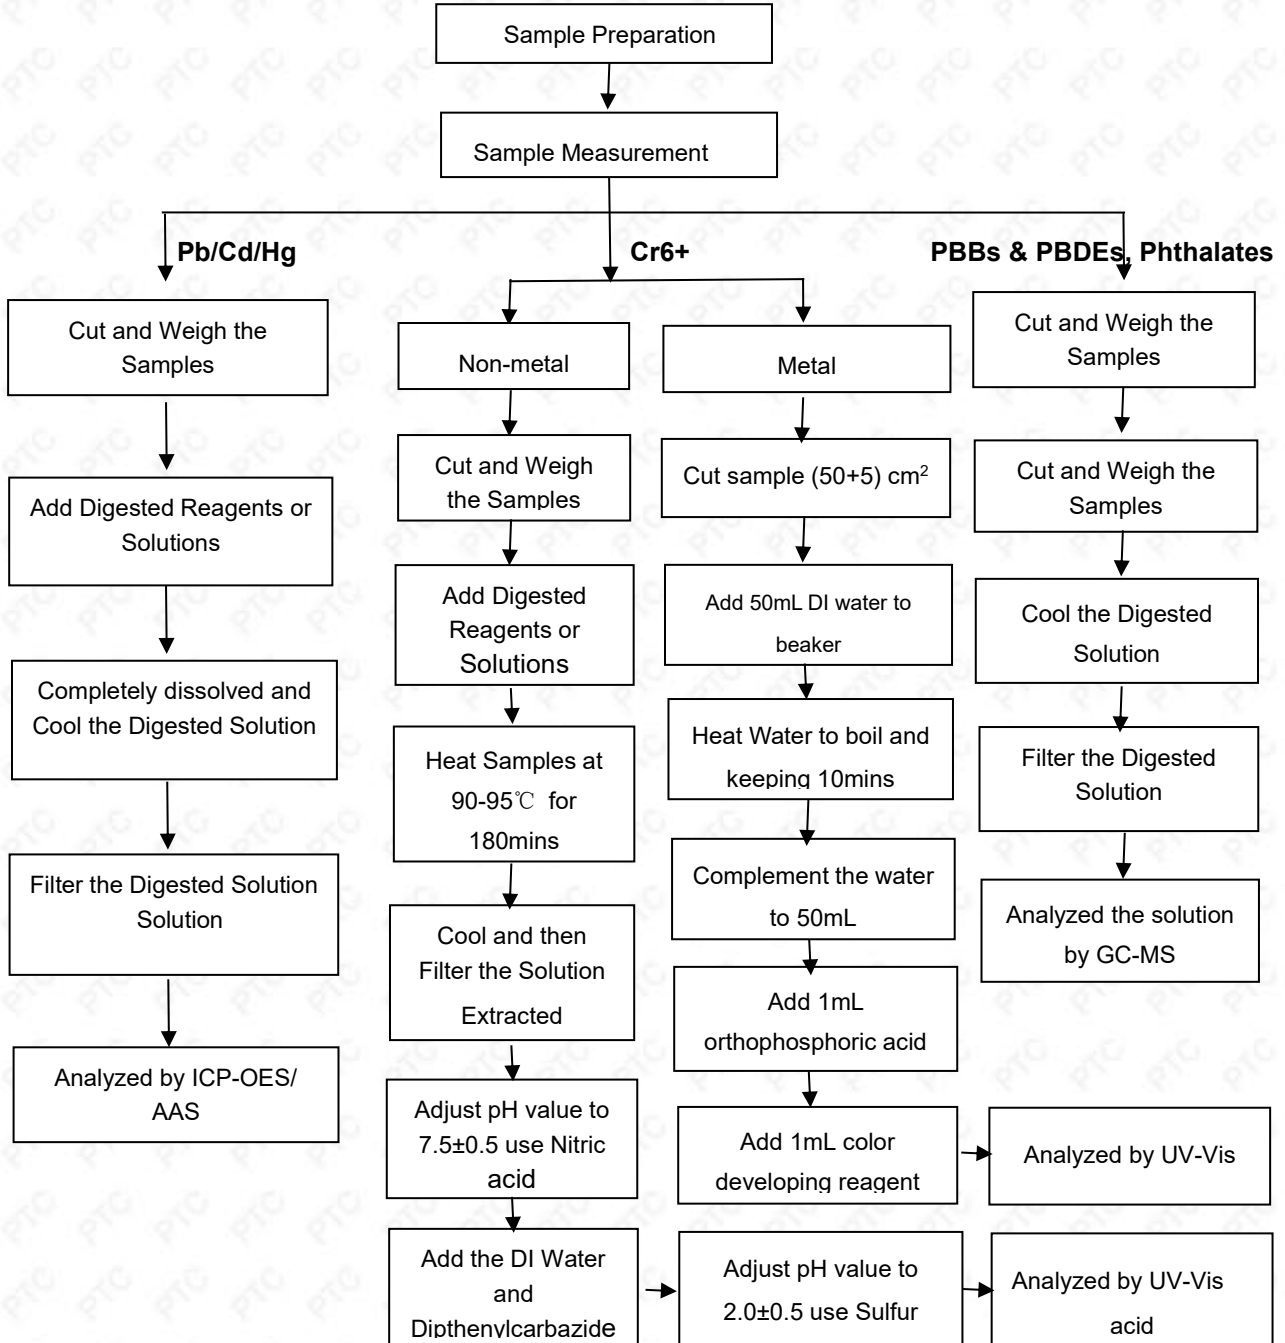 Sample Preparation
Sample Measurement
Pb/Cd/Hg
Cut and Weigh the
Samples
Add Digested Reagents or
Solutions
Completely dissolved and
Cool the Digested Solution
Filter the Digested Solution
Solution
Analyzed by ICP-OES/
AAS
Cr6+
Non-metal
Cut and Weigh
the Samples
Add Digested
Reagents or
Solutions
Heat Samples at
90-95℃ for
180mins
Cool and then
Filter the Solution
Extracted
Adjust pH value to
7.5±0.5 use Nitric
acid
Add the DI Water
and
Dipthenylcarbazide
Adjust pH value to
2.0±0.5 use Sulfur
Analyzed by UV-Vis
acid
Metal
Cut sample (50+5) cm²
Add 50mL DI water to
beaker
Heat Water to boil and
keeping 10mins
Complement the water
to 50mL
Add 1mL
orthophosphoric acid
Add 1mL color
developing reagent
Analyzed by UV-Vis
PBBs & PBDEs, Phthalates
Cut and Weigh the
Samples
Cut and Weigh the
Samples
Cool the Digested
Solution
Filter the Digested
Solution
Analyzed the solution
by GC-MS